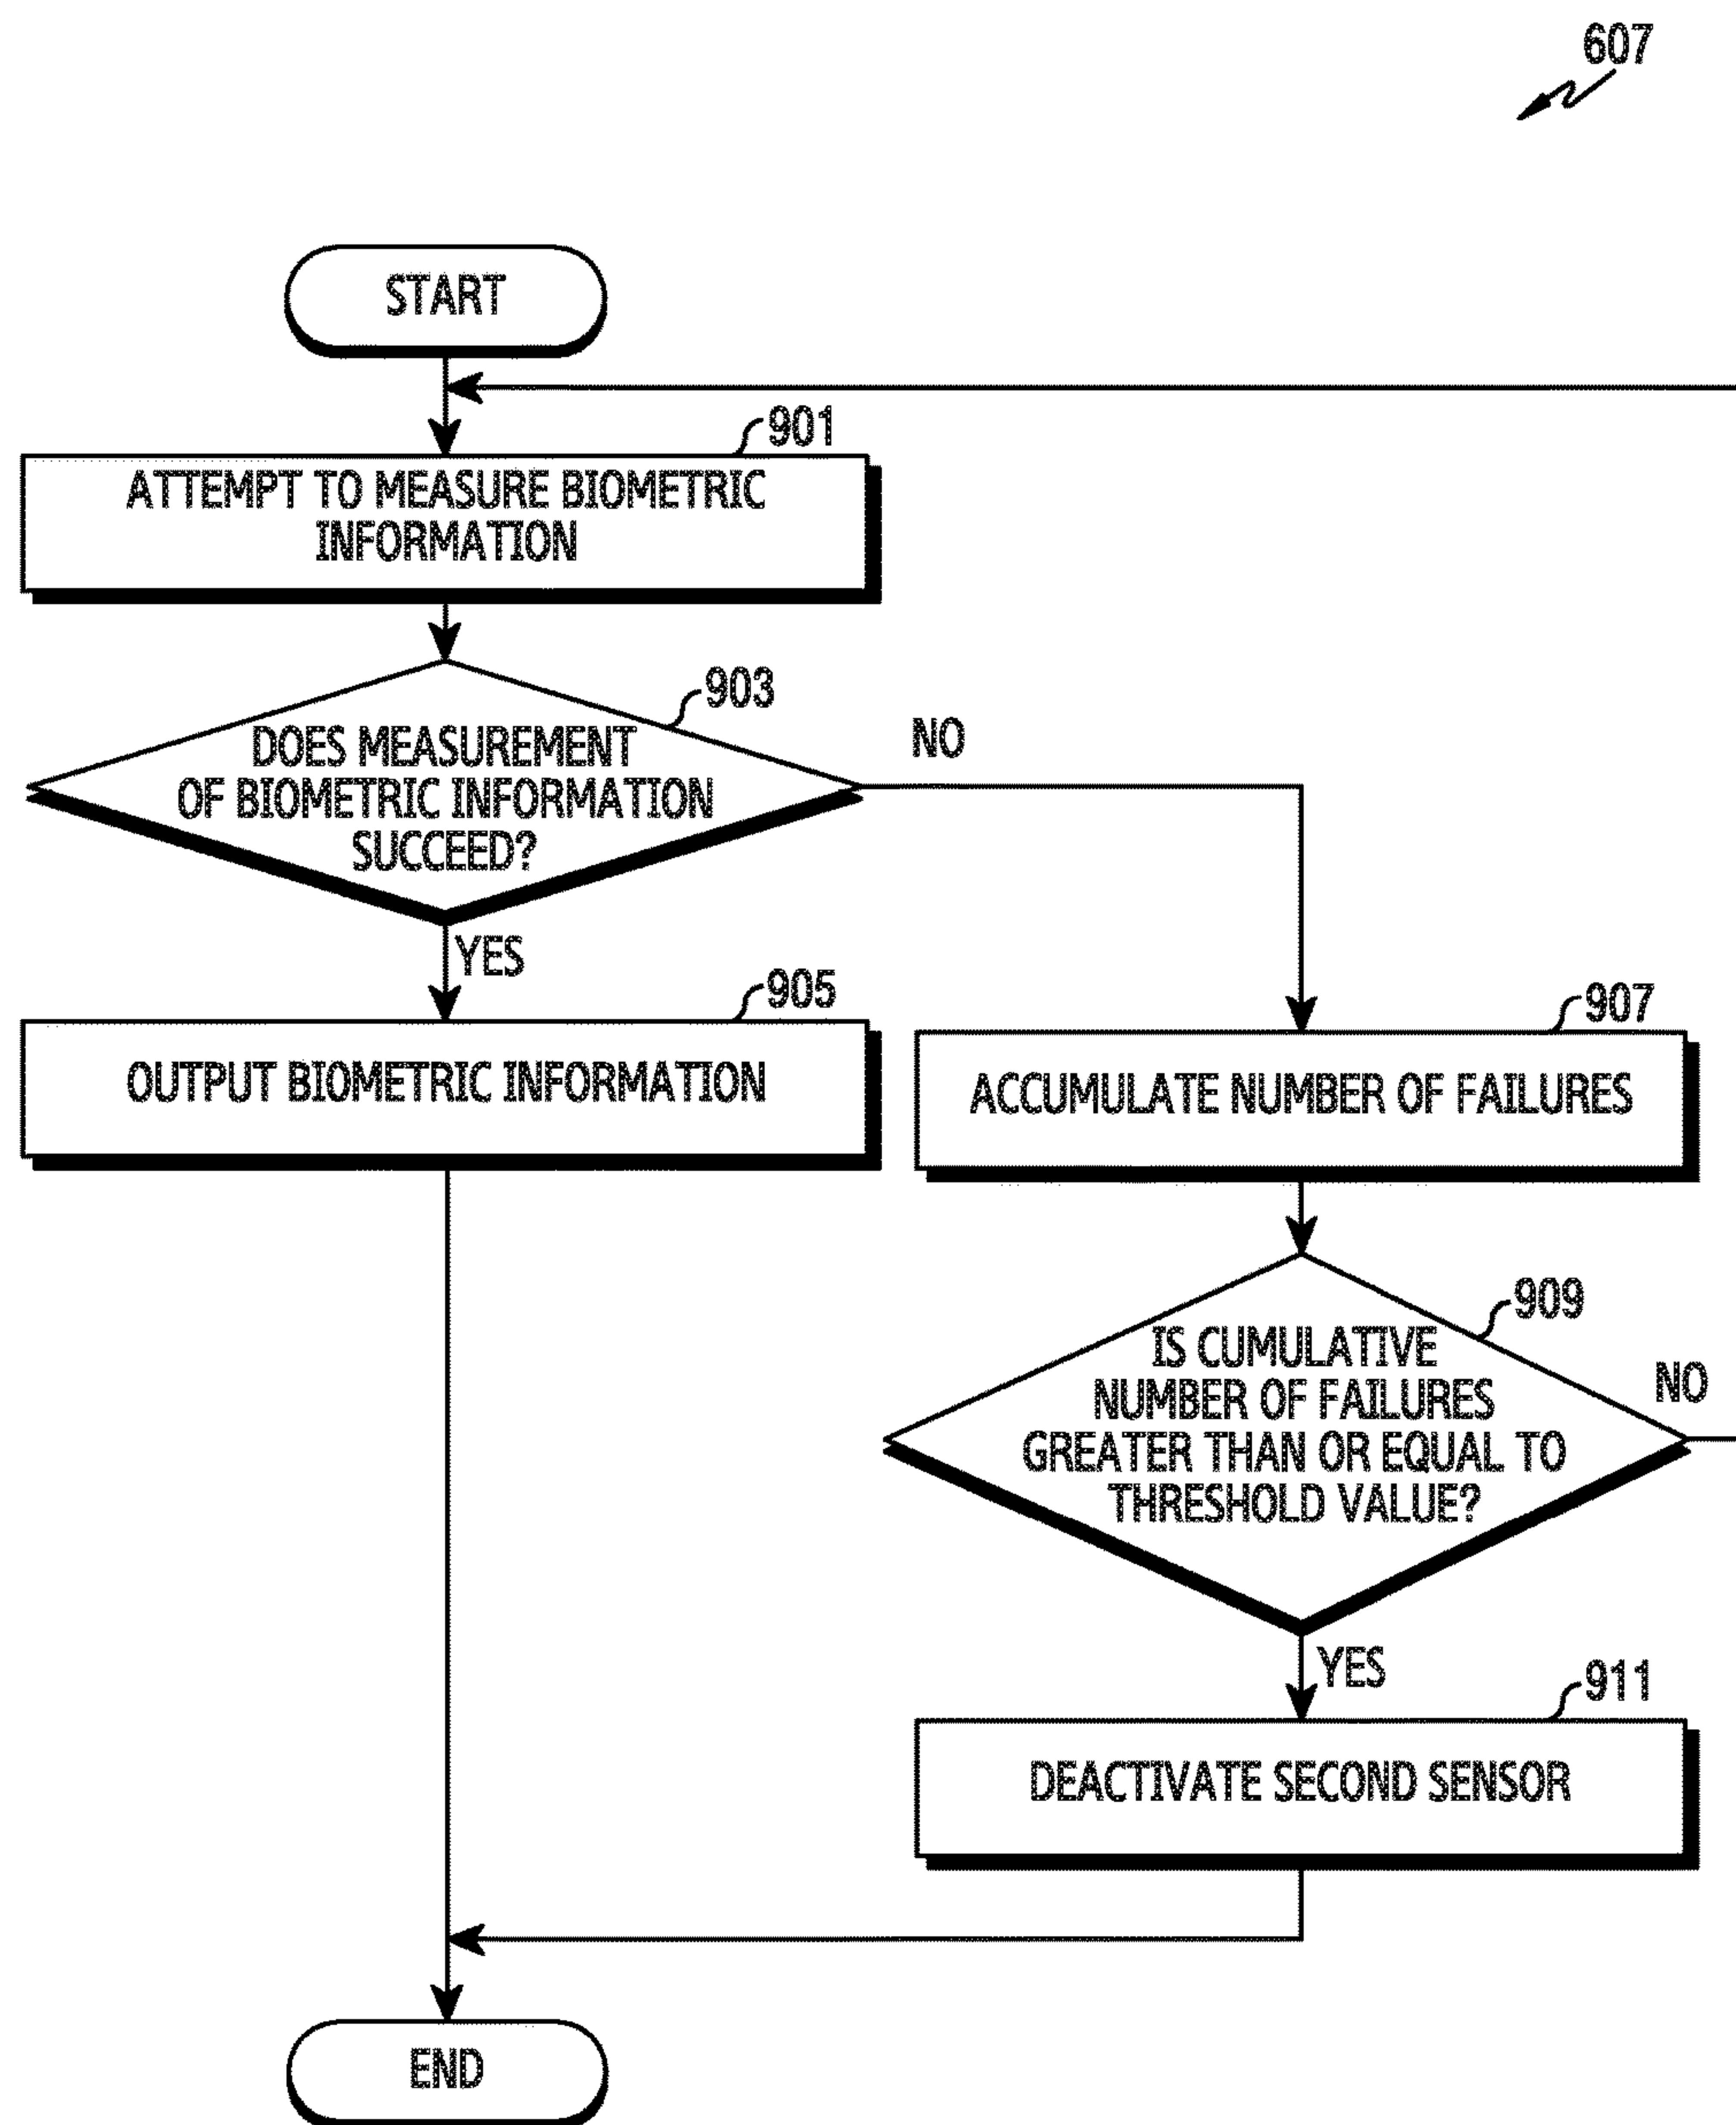 607
START
901
ATTEMPT TO MEASURE BIOMETRIC
INFORMATION
903
DOES MEASUREMENT
OF BIOMETRIC INFORMATION
SUCCEED?
NO
YES
905
OUTPUT BIOMETRIC INFORMATION
907
ACCUMULATE NUMBER OF FAILURES
909
IS CUMULATIVE
NUMBER OF FAILURES
GREATER THAN OR EQUAL TO
THRESHOLD VALUE?
NO
YES
911
DEACTIVATE SECOND SENSOR
END